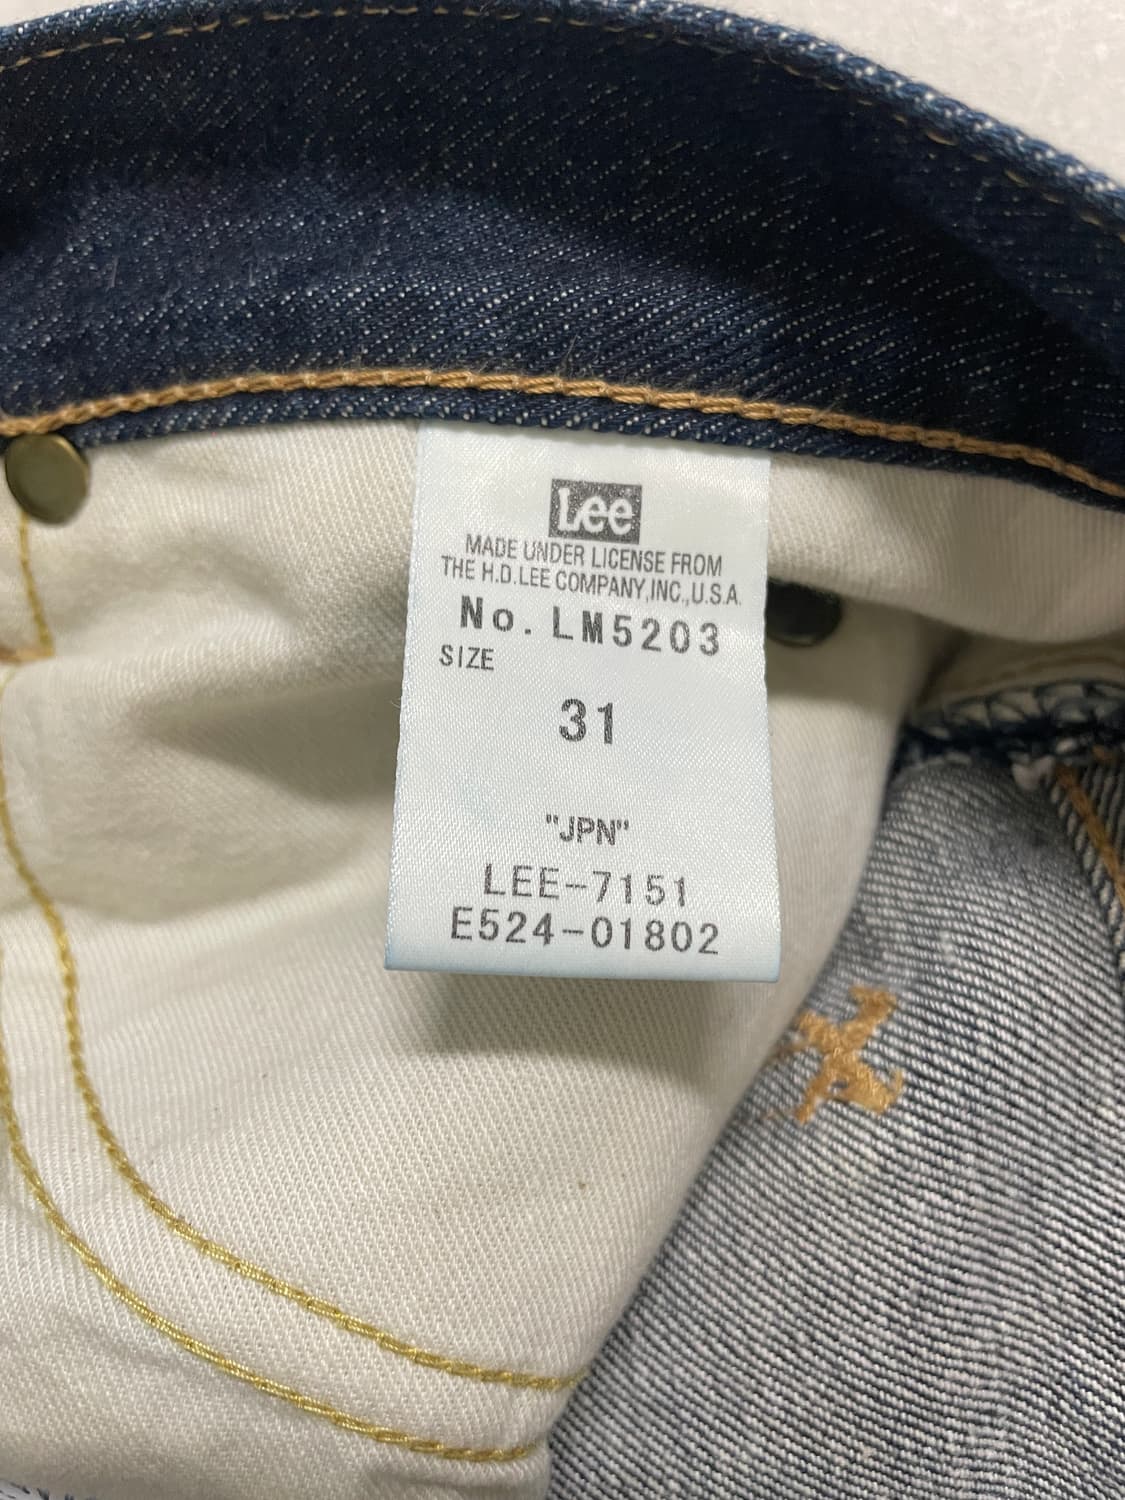 Lee
MADE UNDER LICENSE FROM
THE H.D.LEE COMPANY,INC.,U.S.A.
No. LM5203
SIZE
31
"JPN"
LEE-7151
E524-01802